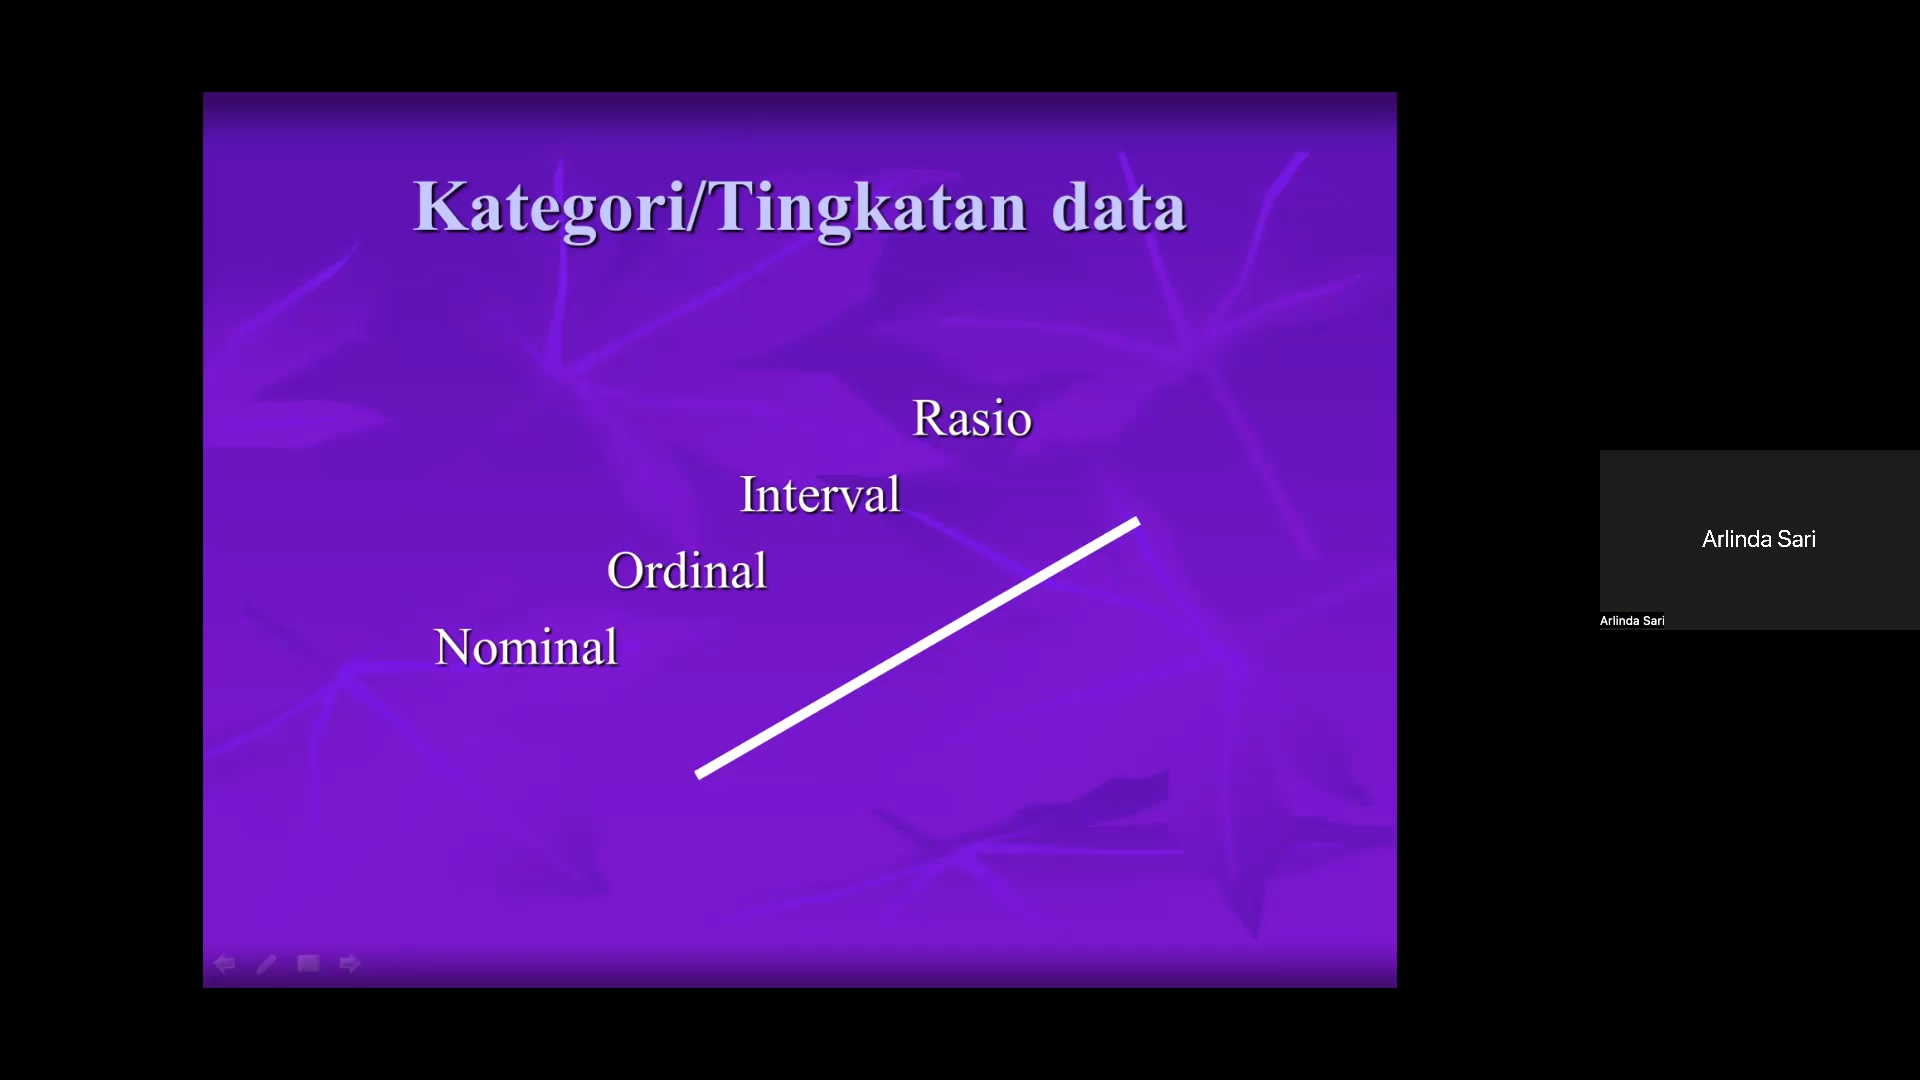 Kategori/Tingkatan data
Rasio
Interval
Ordinal
Nominal
Arlinda Sari
Arlinda Sari